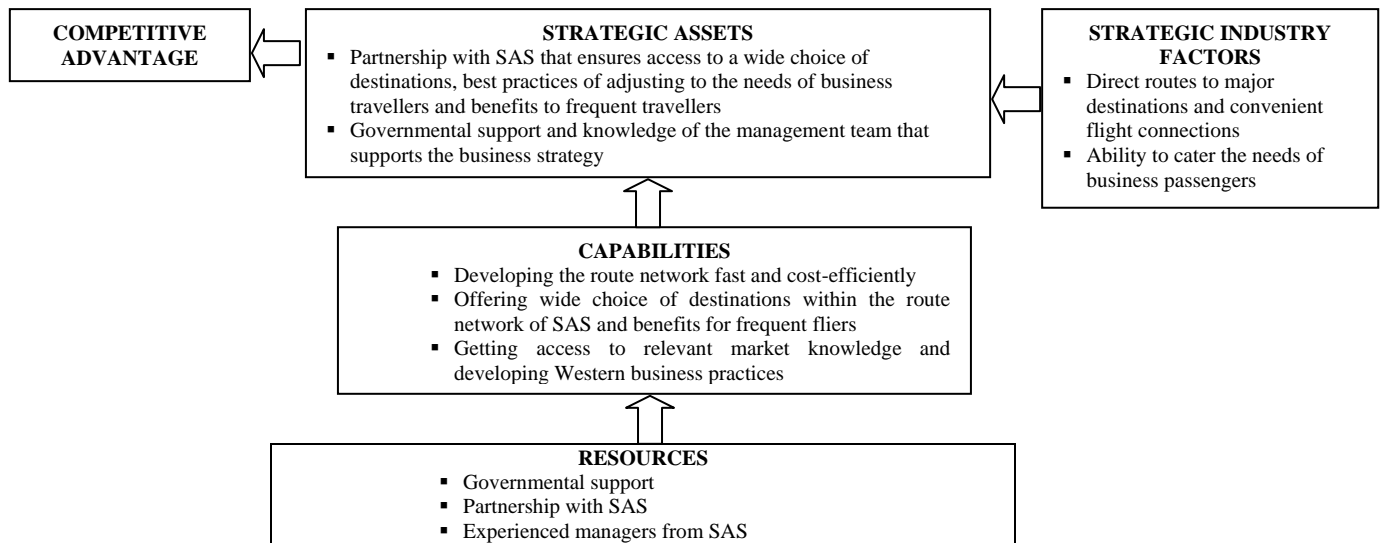 COMPETITIVE
ADVANTAGE
STRATEGIC ASSETS
▪ Partnership with SAS that ensures access to a wide choice of
destinations, best practices of adjusting to the needs of business
travellers and benefits to frequent travellers
▪ Governmental support and knowledge of the management team that
supports the business strategy
STRATEGIC INDUSTRY
FACTORS
▪ Direct routes to major
destinations and convenient
flight connections
▪ Ability to cater the needs of
business passengers
CAPABILITIES
▪ Developing the route network fast and cost-efficiently
▪ Offering wide choice of destinations within the route
network of SAS and benefits for frequent fliers
▪ Getting access to relevant market knowledge and
developing Western business practices
RESOURCES
▪ Governmental support
▪ Partnership with SAS
▪ Experienced managers from SAS